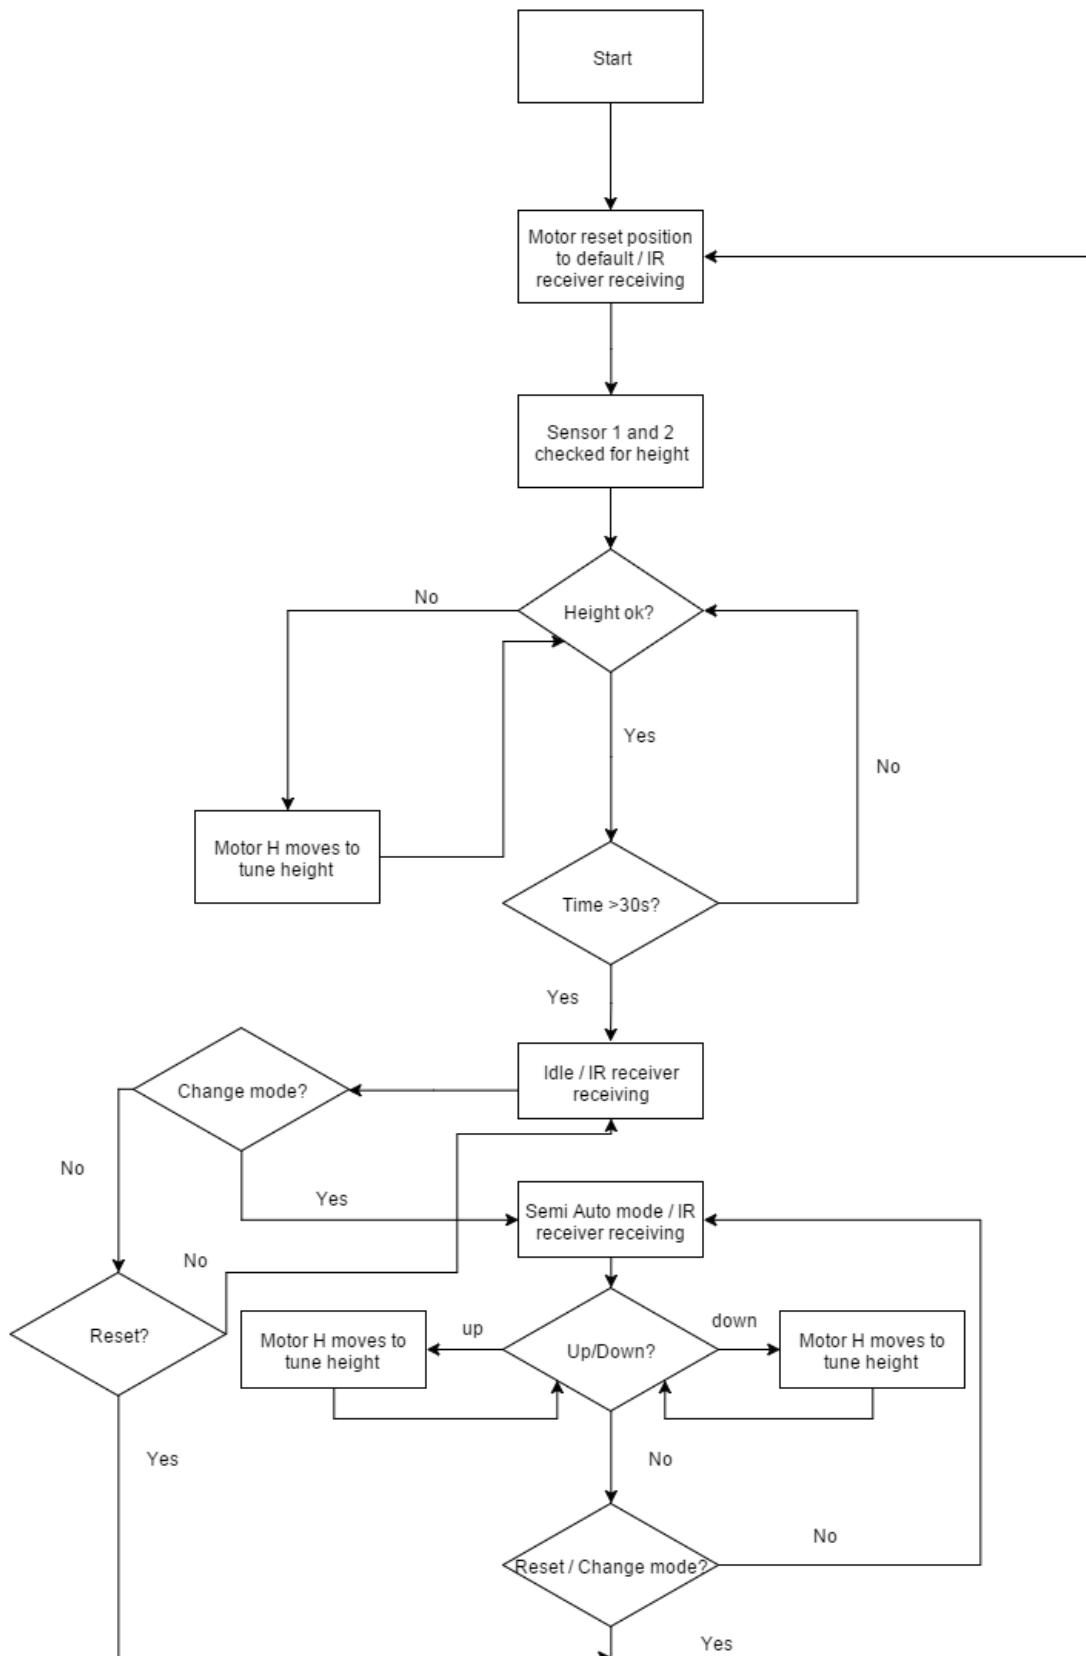 Start
Motor reset position
to default / IR
receiver receiving
Sensor 1 and 2
checked for height
No
Height ok?
Yes
No
Motor H moves to
tune height
Time >30s?
Yes
Idle / IR receiver
receiving
Change mode?
No
Yes
Semi Auto mode / IR
receiver receiving
No
Reset?
Motor H moves to
tune height
up
Up/Down?
down
Motor H moves to
tune height
Yes
No
Reset / Change mode?
No
Yes